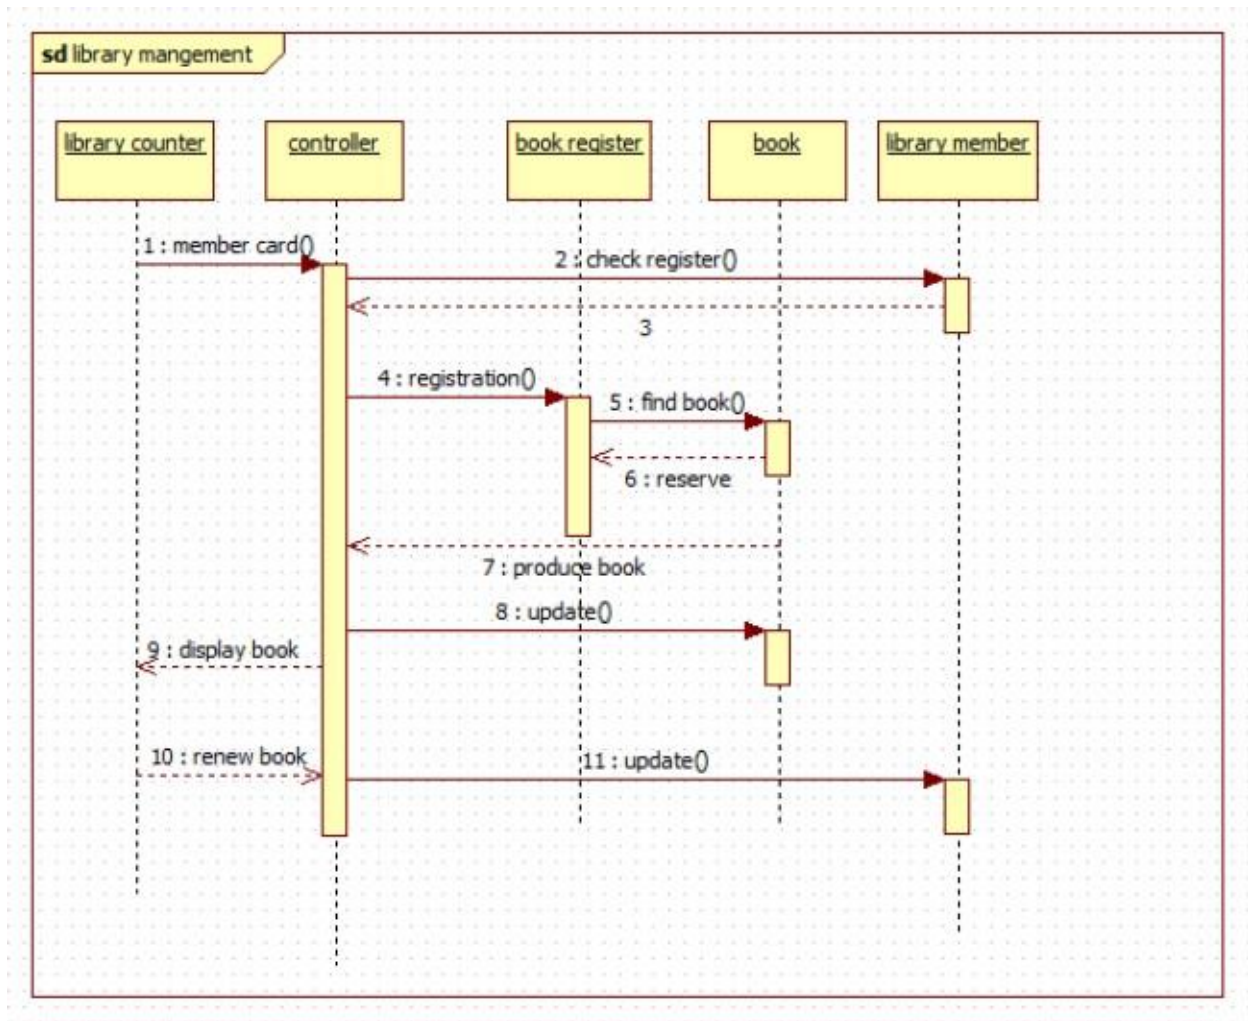 sd library mangement
library counter
controller
book register
book
library member
1 : member card()
2 : check register()
3
4 : registration()
5 : find book()
6 : reserve
7 : produce book
8 : update()
9 : display book
10 : renew book
11 : update()